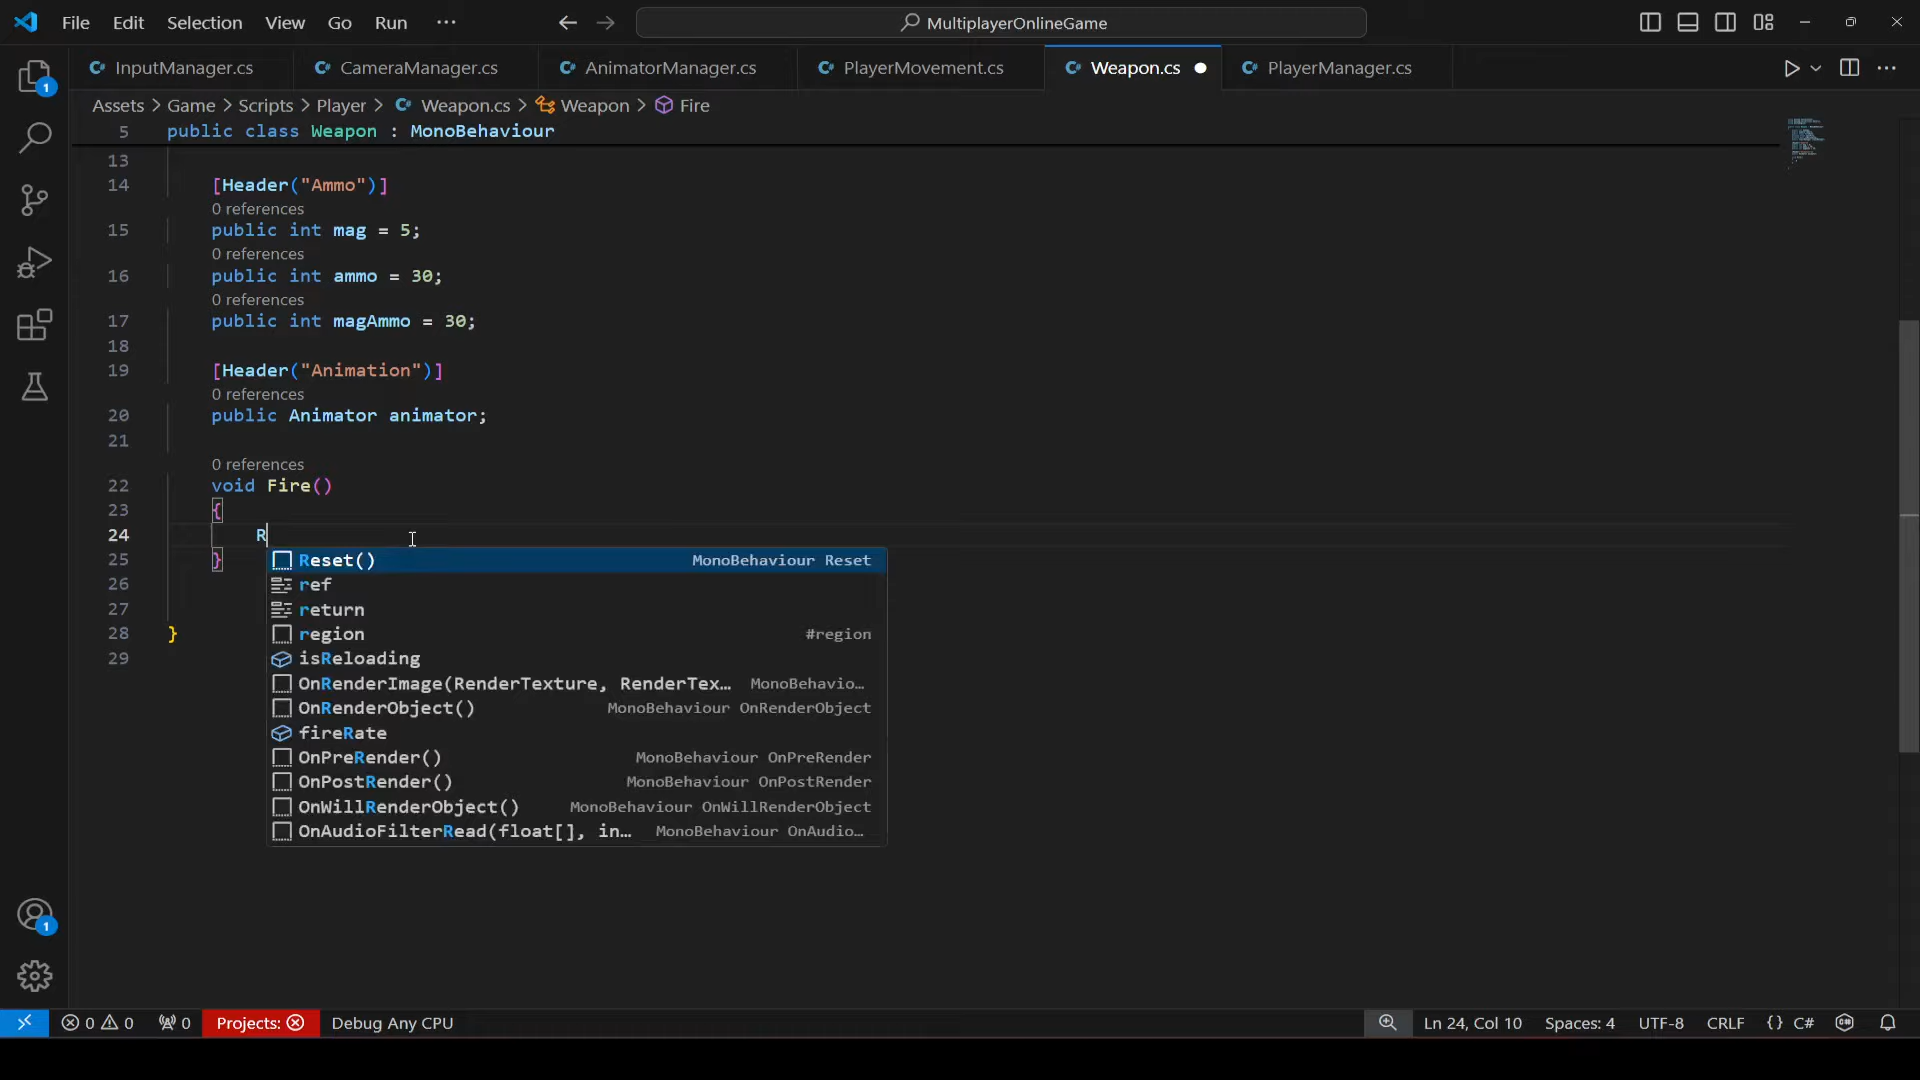 File Edit Selection View Go Run ··· MultiplayerOnlineGame
InputManager.cs CameraManager.cs AnimatorManager.cs PlayerMovement.cs Weapon.cs PlayerManager.cs
Assets > Game > Scripts > Player > Weapon.cs > Weapon > Fire
5 public class Weapon : MonoBehaviour
13
14 [Header("Ammo")]
0 references
15 public int mag = 5;
0 references
16 public int ammo = 30;
0 references
17 public int magAmmo = 30;
18
19 [Header("Animation")]
0 references
20 public Animator animator;
21
0 references
22 void Fire()
23 {
24 R
25 }
26
27
28 }
29
Reset() MonoBehaviour Reset
ref
return
region #region
isReloading
OnRenderImage(RenderTexture, RenderTex… MonoBehavio…
OnRenderObject() MonoBehaviour OnRenderObject
fireRate
OnPreRender() MonoBehaviour OnPreRender
OnPostRender() MonoBehaviour OnPostRender
OnWillRenderObject() MonoBehaviour OnWillRenderObject
OnAudioFilterRead(float[], in… MonoBehaviour OnAudio…
1
1
0 0 0 Projects: Debug Any CPU Ln 24, Col 10 Spaces: 4 UTF-8 CRLF {} C#